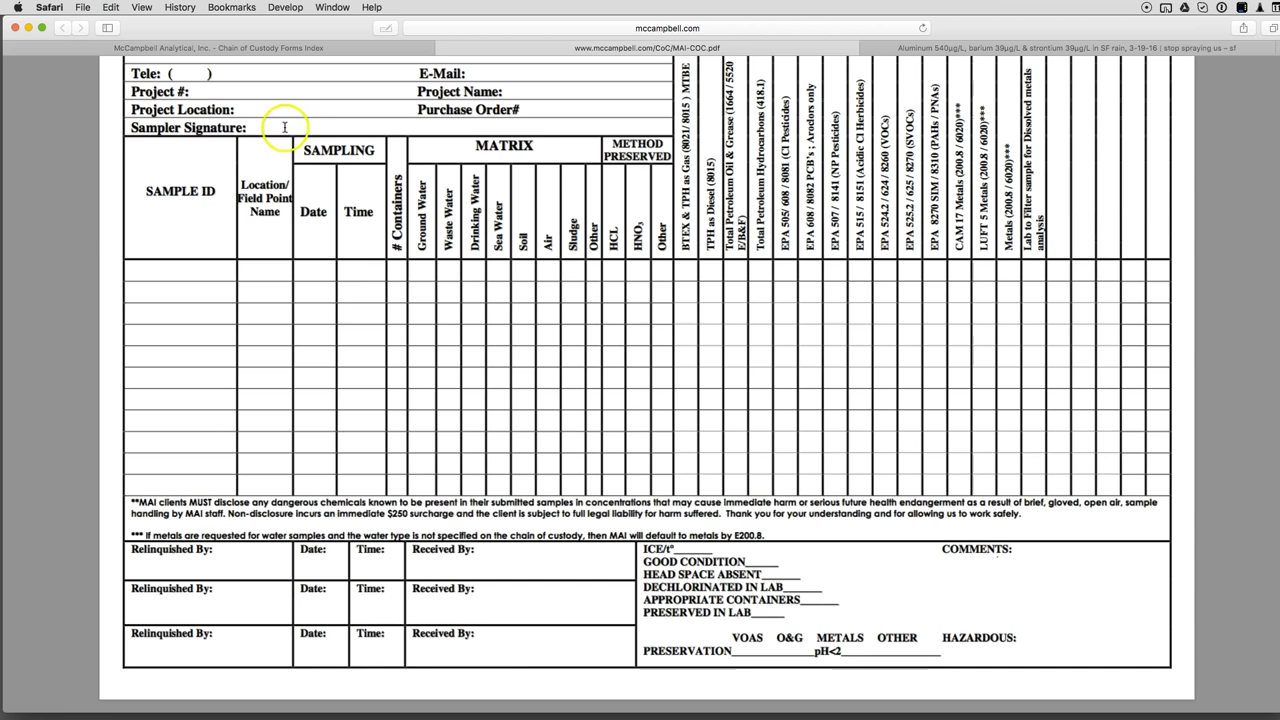 Safari File Edit View History Bookmarks Develop Window Help
mccampbell.com
McCampbell Analytical, Inc. - Chain of Custody Forms Index
www.mccampbell.com/CoC/MAI-COC.pdf
Aluminum 540µg/L, barium 39µg & strontium 39µg in SF rain, 3-19-16 | stop spraying us – sf
Tele: ( ) E-Mail:
Project #: Project Name:
Project Location: Purchase Order#
Sampler Signature:
SAMPLE ID
Location/
Field Point
Name
SAMPLING
Date
Time
# Containers
MATRIX
Ground Water
Waste Water
Drinking Water
Sea Water
Soil
Air
Sludge
Other
METHOD
PRESERVED
HCL
HNO3
Other
BTEX & TPH as Gas (8021/ 8015 ) MTBE
TPH as Diesel (8015)
Total Petroleum Oil & Grease (1664 / 5520
E/B&F)
Total Petroleum Hydrocarbons (418.1)
EPA 505/ 608 / 8081 (Cl Pesticides)
EPA 608 / 8082 PCB's ; Aroclors only
EPA 507 / 8141 (NP Pesticides)
EPA 515 / 8151 (Acidic Cl Herbicides)
EPA 524.2 / 624 / 8260 (VOCs)
EPA 525.2 / 625 / 8270 (SVOCs)
EPA 8270 SIM / 8310 (PAHs / PNAs)
CAM 17 Metals (200.8 / 6020)***
LUFT 5 Metals (200.8 / 6020)***
Metals (200.8 / 6020)***
Lab to Filter sample for Dissolved metals
analysis
**MAI clients MUST disclose any dangerous chemicals known to be present in their submitted samples in concentrations that may cause immediate harm or serious future health endangerment as a result of brief, gloved, open air, sample
handling by MAI staff. Non-disclosure incurs an immediate $250 surcharge and the client is subject to full legal liability for harm suffered. Thank you for your understanding and for allowing us to work safely.
*** If metals are requested for water samples and the water type is not specified on the chain of custody, then MAI will default to metals by E200.8.
Relinquished By: Date: Time: Received By:
Relinquished By: Date: Time: Received By:
Relinquished By: Date: Time: Received By:
ICE/t°______ COMMENTS:
GOOD CONDITION_____
HEAD SPACE ABSENT______
DECHLORINATED IN LAB______
APPROPRIATE CONTAINERS______
PRESERVED IN LAB_____
VOAS O&G METALS OTHER HAZARDOUS:
PRESERVATION____________pH<2______________